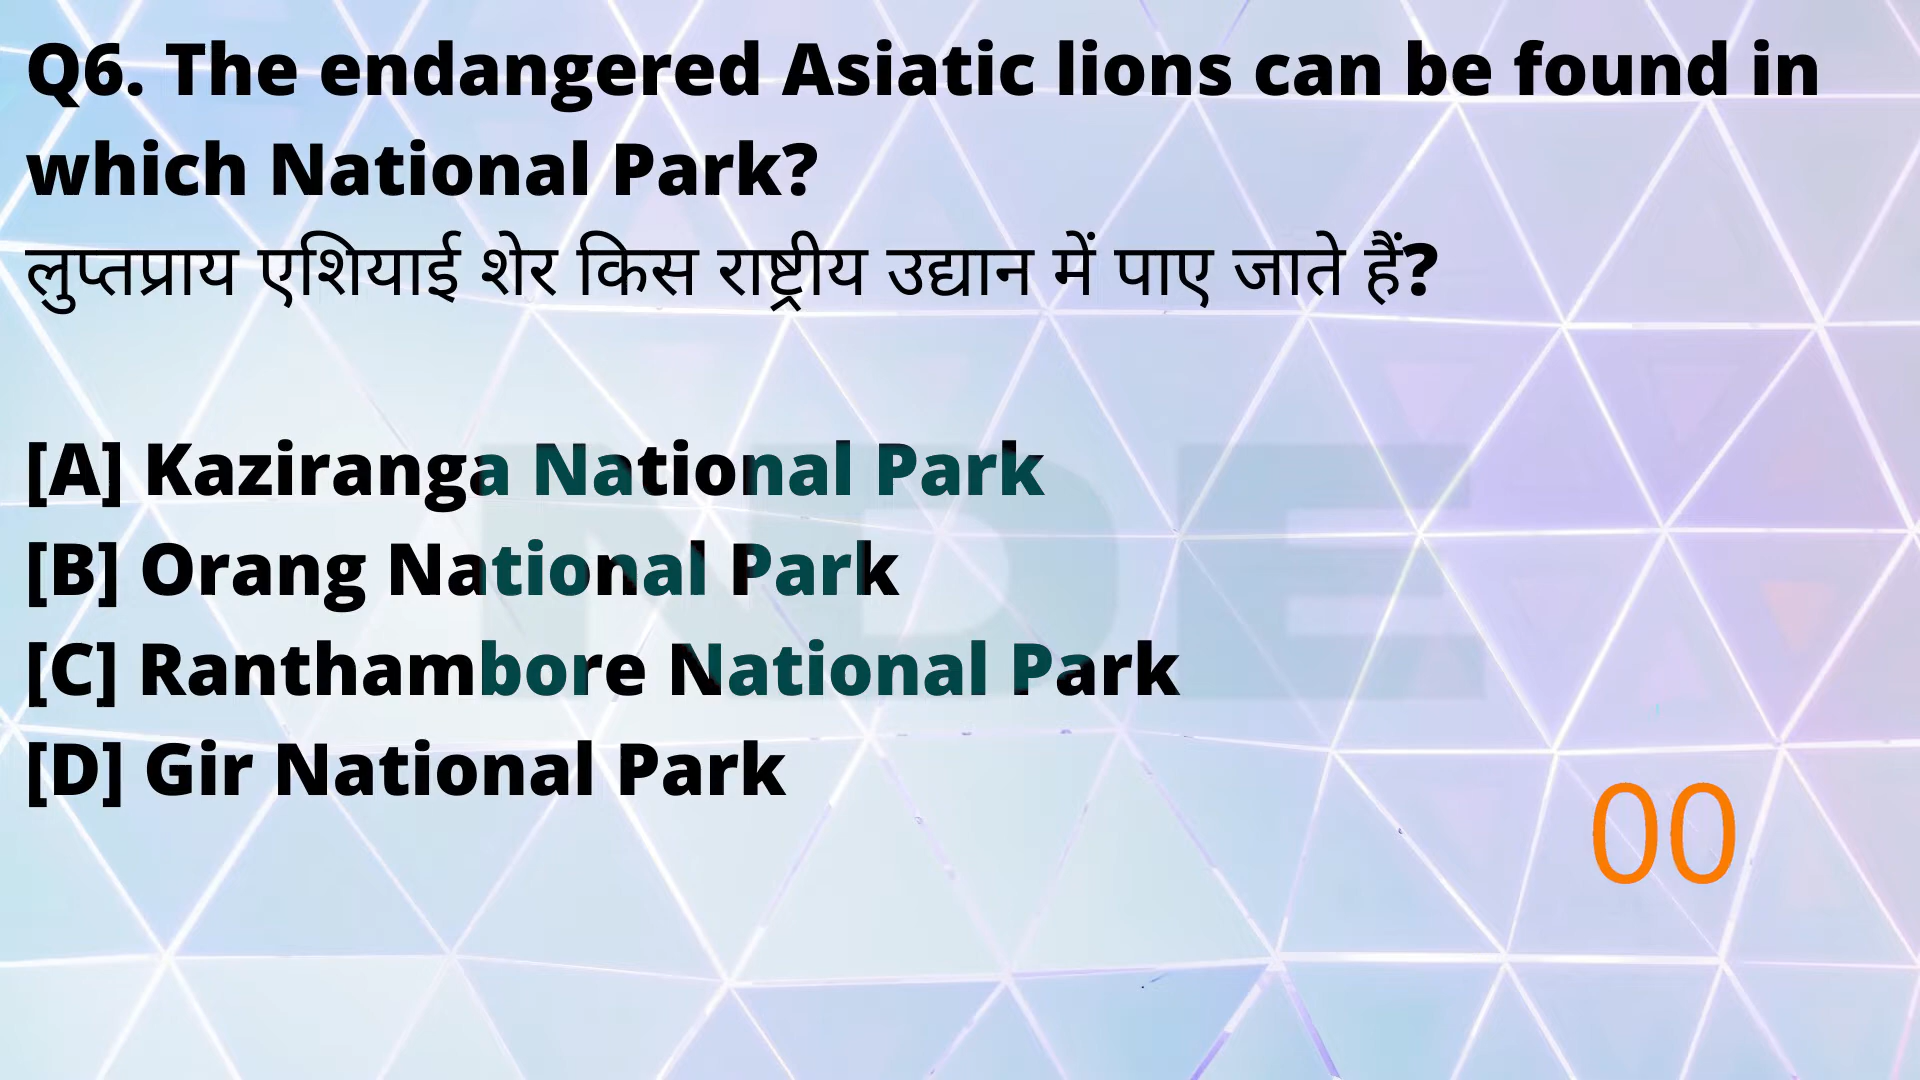 Q6. The endangered Asiatic lions can be found in
which National Park?
लुप्तप्राय एशियाई शेर किस राष्ट्रीय उद्यान में पाए जाते हैं?
[A] Kaziranga National Park
[B] Orang National Park
[C] Ranthambore National Park
[D] Gir National Park
NDE
00